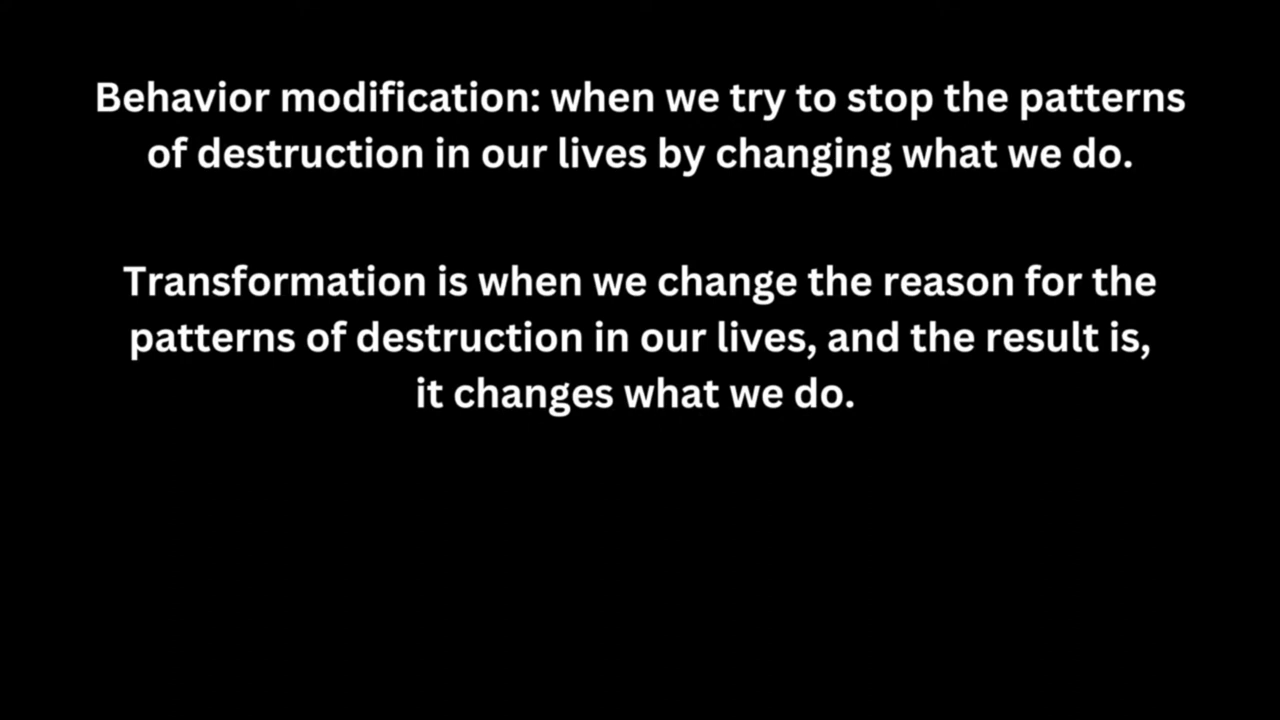 Behavior modification: when we try to stop the patterns
of destruction in our lives by changing what we do.
Transformation is when we change the reason for the
patterns of destruction in our lives, and the result is,
it changes what we do.